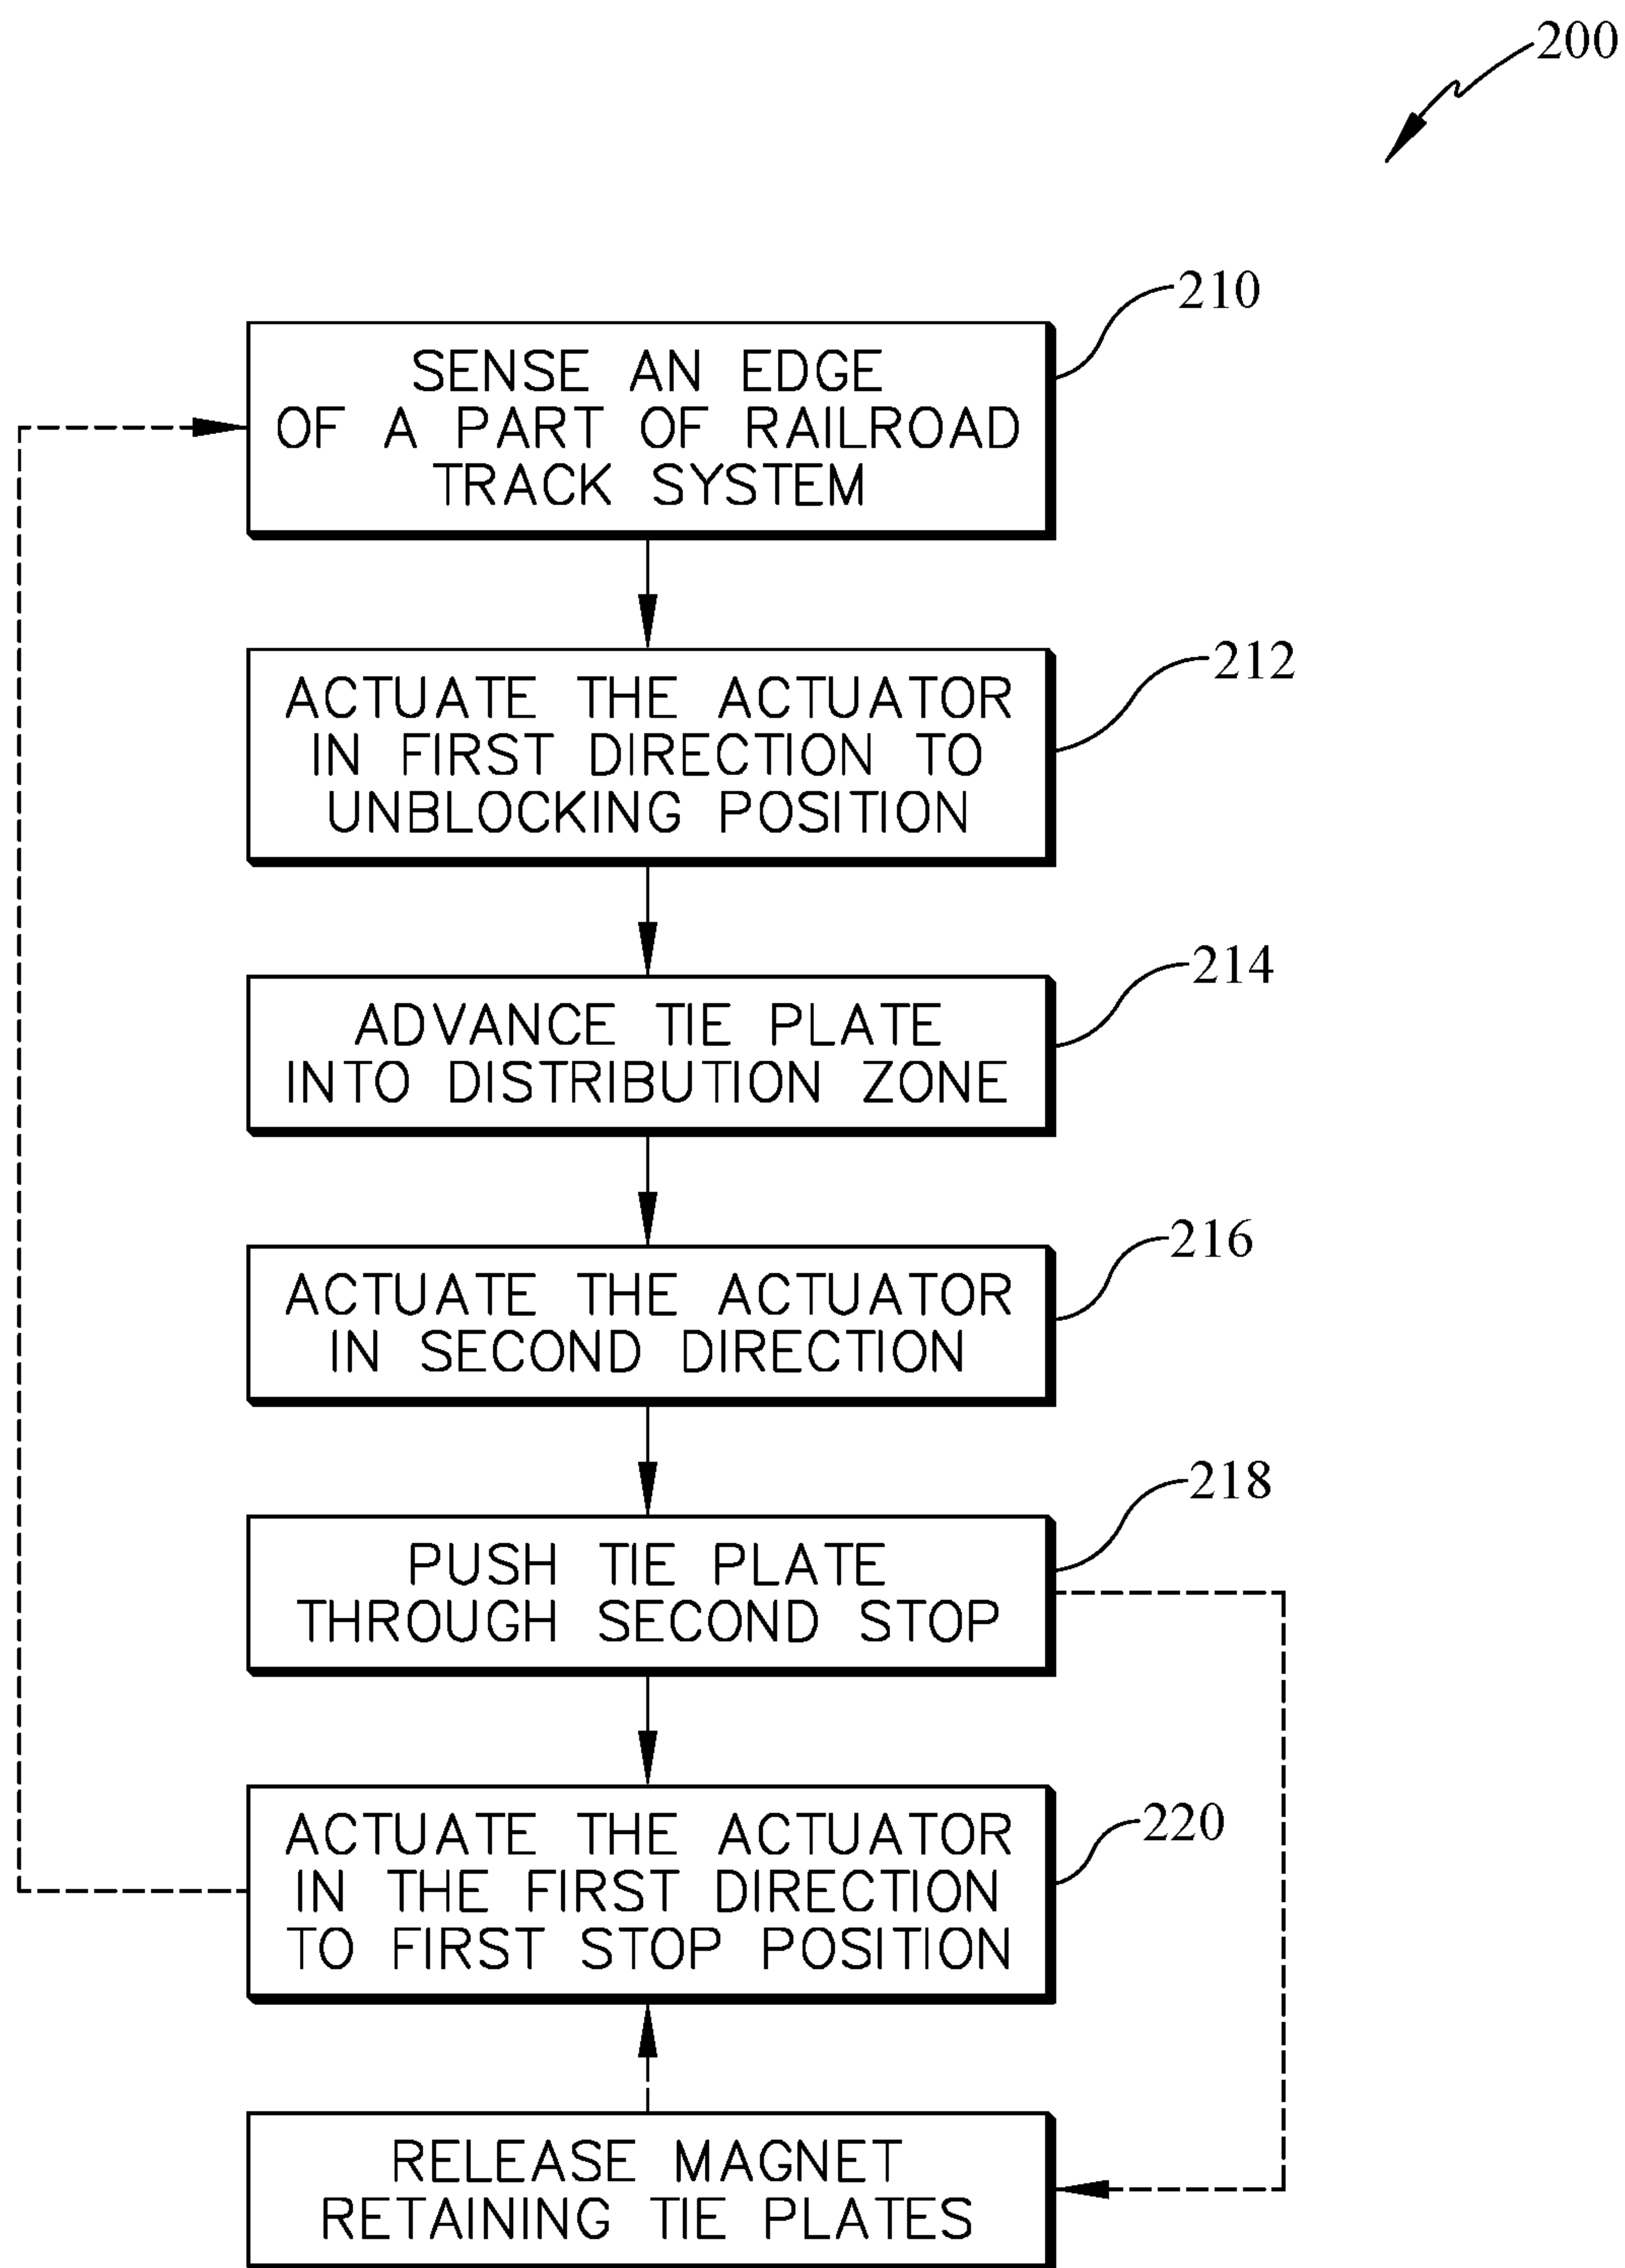 200
210
SENSE AN EDGE
OF A PART OF RAILROAD
TRACK SYSTEM
212
ACTUATE THE ACTUATOR
IN FIRST DIRECTION TO
UNBLOCKING POSITION
214
ADVANCE TIE PLATE
INTO DISTRIBUTION ZONE
216
ACTUATE THE ACTUATOR
IN SECOND DIRECTION
218
PUSH TIE PLATE
THROUGH SECOND STOP
220
ACTUATE THE ACTUATOR
IN THE FIRST DIRECTION
TO FIRST STOP POSITION
RELEASE MAGNET
RETAINING TIE PLATES